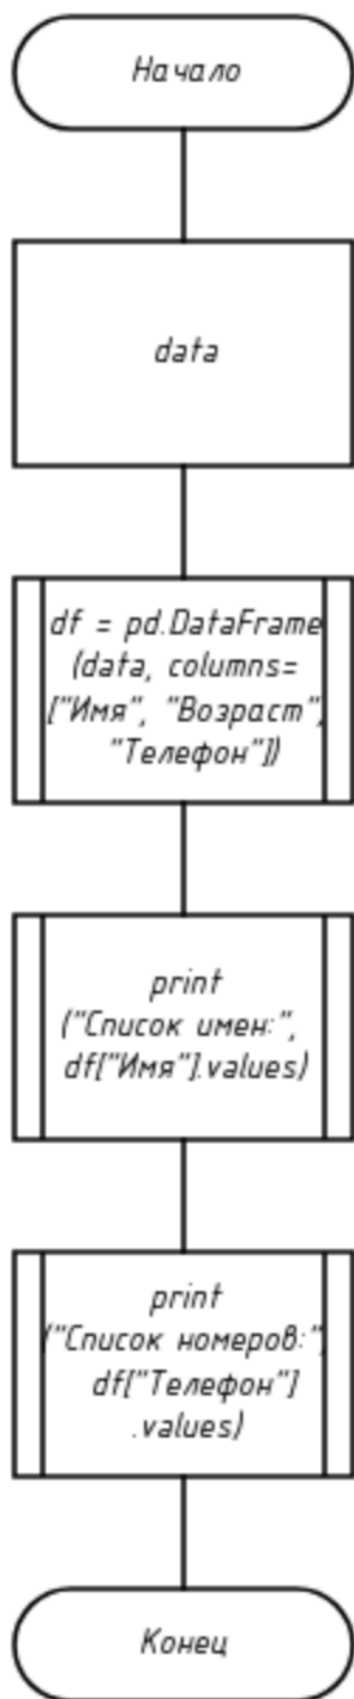 Начало
data
df = pd.DataFrame
(data, columns=
["Имя", "Возраст",
"Телефон"])
print
("Список имен:",
df["Имя"].values)
print
("Список номеров:",
df["Телефон"]
.values)
Конец